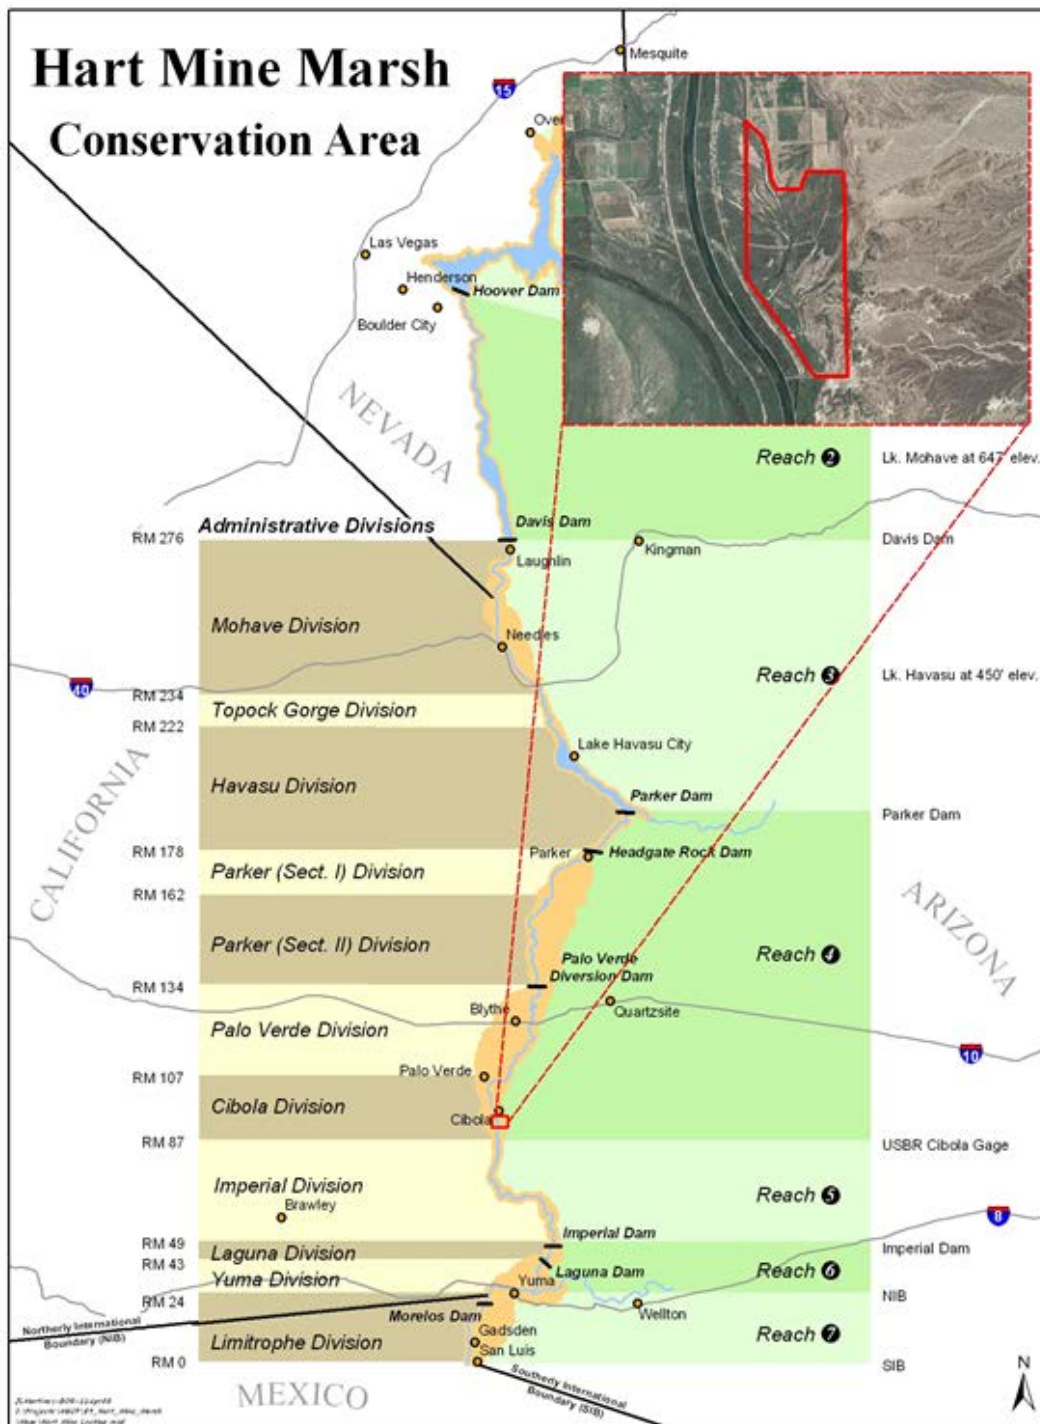 Hart Mine Marsh
Conservation Area
Mesquite
15
Over
Las Vegas
Henderson
Hoover Dam
Boulder City
NEVADA
Reach 2
Lk. Mohave at 647' elev.
Administrative Divisions
Davis Dam
RM 276
Laughlin
Kingman
Davis Dam
Mohave Division
Needles
Reach 3
Lk. Havasu at 450' elev.
40
RM 234
Topock Gorge Division
RM 222
Lake Havasu City
Havasu Division
CALIFORNIA
Parker Dam
Parker Dam
RM 178
Parker
Headgate Rock Dam
Parker (Sect. I) Division
RM 162
ARIZONA
Parker (Sect. II) Division
Reach 4
Palo Verde
Diversion Dam
RM 134
Blythe
Quartzsite
Palo Verde Division
10
Palo Verde
RM 107
Cibola Division
Cibola
RM 87
USBR Cibola Gage
Imperial Division
Reach 5
Brawley
8
Imperial Dam
RM 49
Laguna Division
Imperial Dam
RM 43
Laguna Dam
Reach 6
Yuma Division
Yuma
RM 24
NIB
Morelos Dam
Wellton
Northerly International
Boundary (NIB)
Limitrophe Division
Gadsden
Reach 7
San Luis
RM 0
SIB
Southerly International
Boundary (SIB)
MEXICO
N